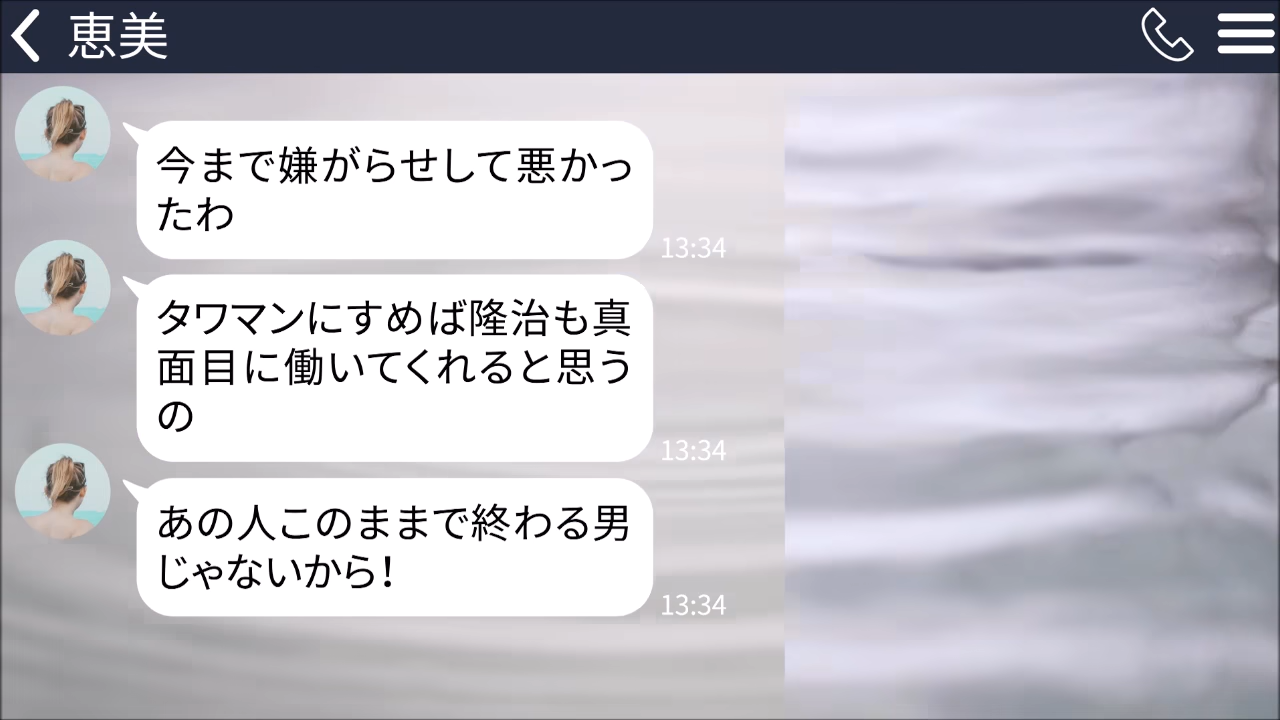 恵美
今まで嫌がらせして悪かっ
たわ
13:34
タワマンにすめば隆治も真
面目に働いてくれると思う
の
13:34
あの人このままで終わる男
じゃないから!
13:34